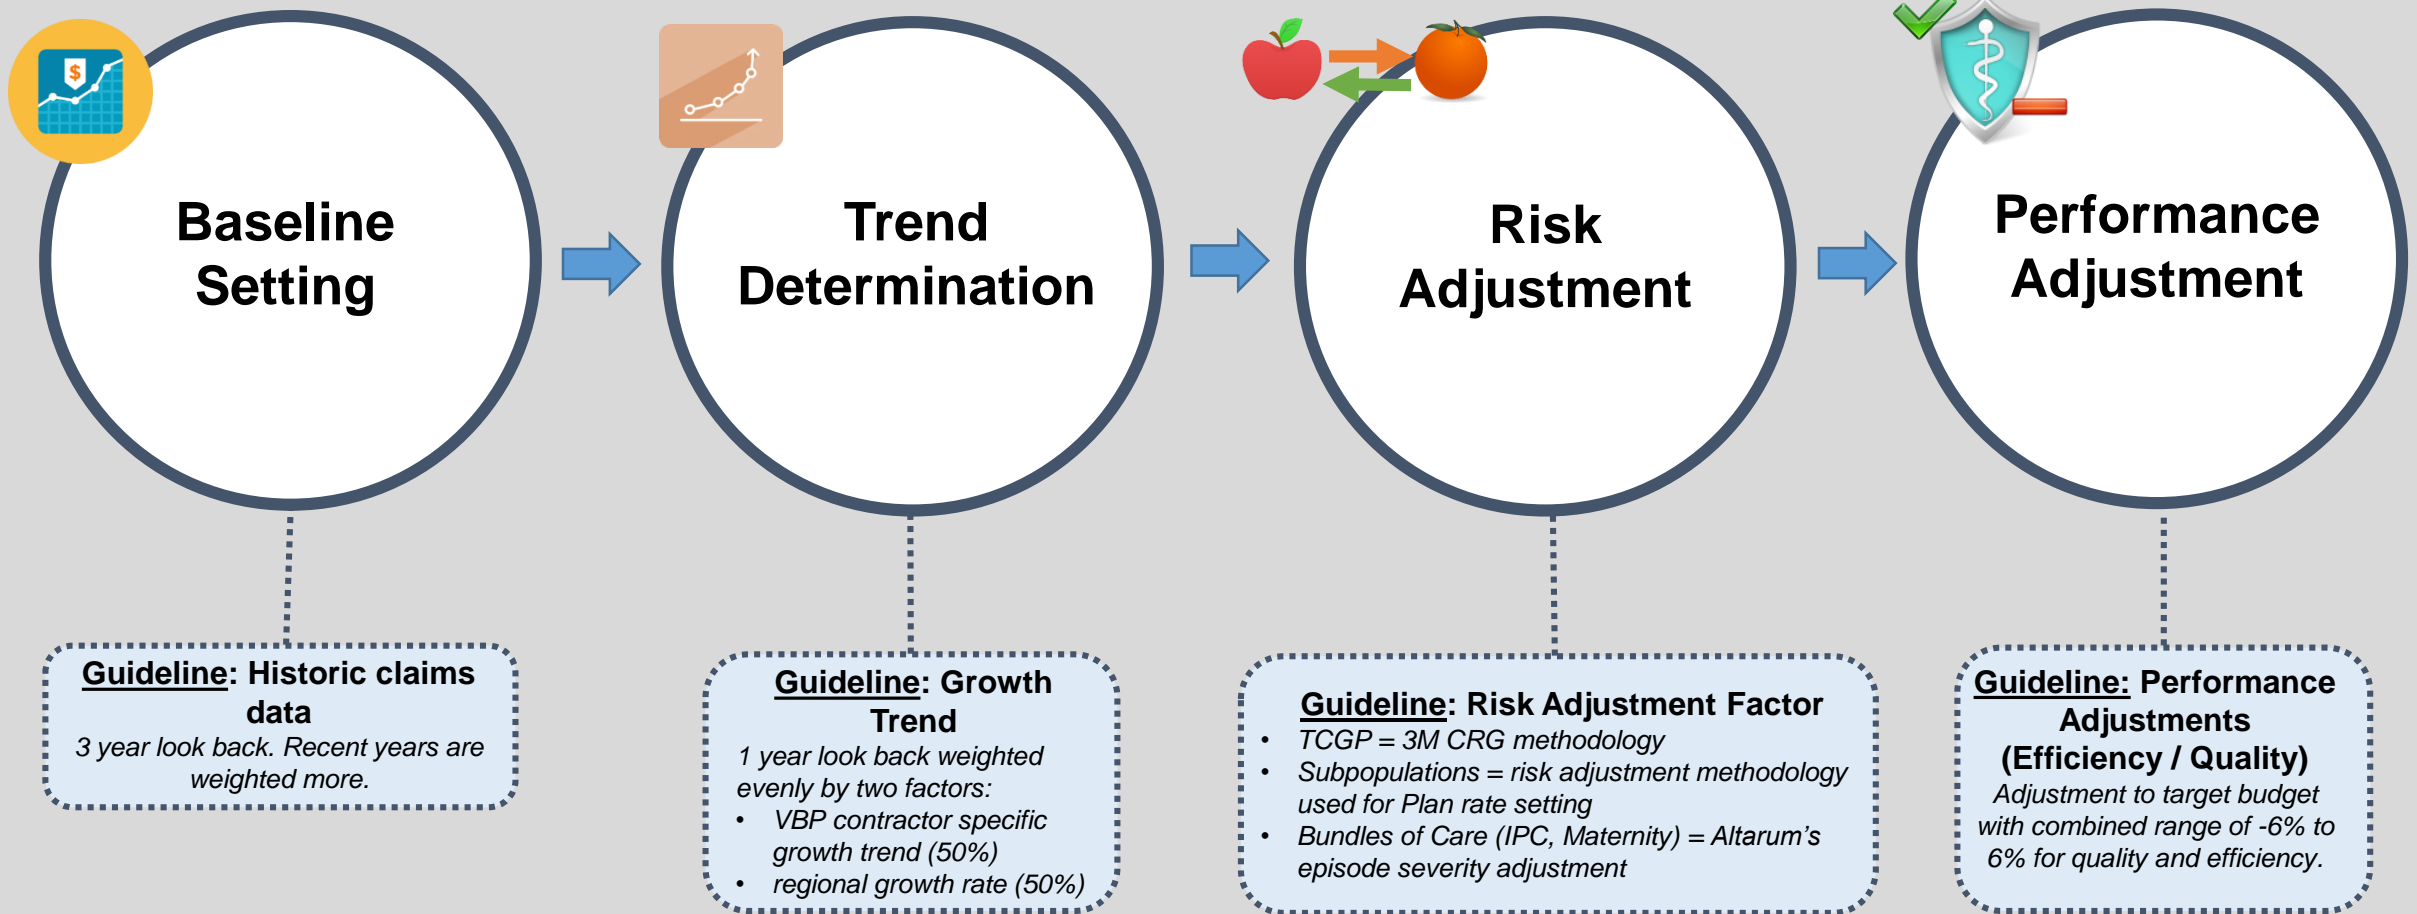 $
Baseline
Setting
Trend
Determination
Risk
Adjustment
Performance
Adjustment
Guideline: Historic claims
data
3 year look back. Recent years are
weighted more.
Guideline: Growth
Trend
1 year look back weighted
evenly by two factors:
• VBP contractor specific
growth trend (50%)
• regional growth rate (50%)
Guideline: Risk Adjustment Factor
• TCGP = 3M CRG methodology
• Subpopulations = risk adjustment methodology
used for Plan rate setting
• Bundles of Care (IPC, Maternity) = Altarum's
episode severity adjustment
Guideline: Performance
Adjustments
(Efficiency / Quality)
Adjustment to target budget
with combined range of -6% to
6% for quality and efficiency.